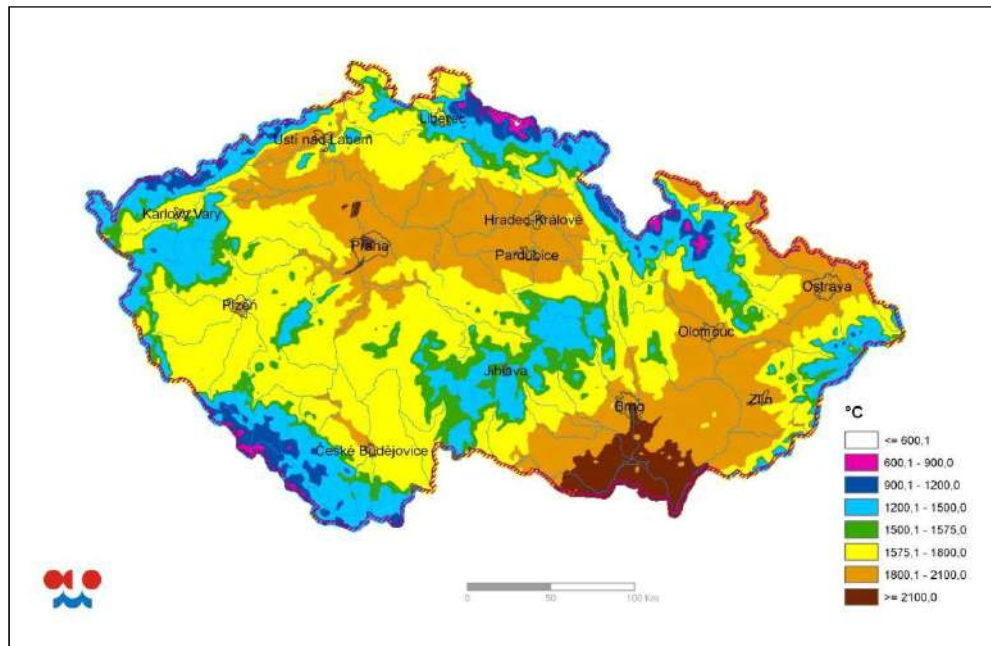 Liberec
Ústí nad Labem
Karlovy Vary
Hradec Králové
Praha
Pardubice
Ostrava
Plzeň
Olomouc
Jihlava
Zlín
Brno
České Budějovice
°C
<= 600,1
600,1 - 900,0
900,1 - 1200,0
1200,1 - 1500,0
1500,1 - 1575,0
1575,1 - 1800,0
1800,1 - 2100,0
>= 2100,0
0 50 100 Km